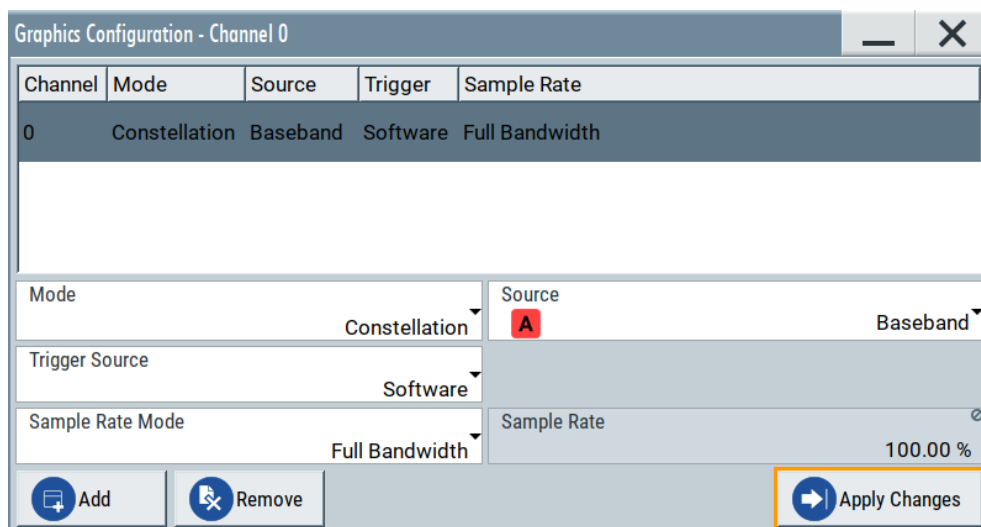 Graphics Configuration - Channel 0
Channel Mode Source Trigger Sample Rate
0 Constellation Baseband Software Full Bandwidth
Mode
Constellation
Source
A Baseband
Trigger Source
Software
Sample Rate Mode
Full Bandwidth
Sample Rate
100.00 %
Add
Remove
Apply Changes